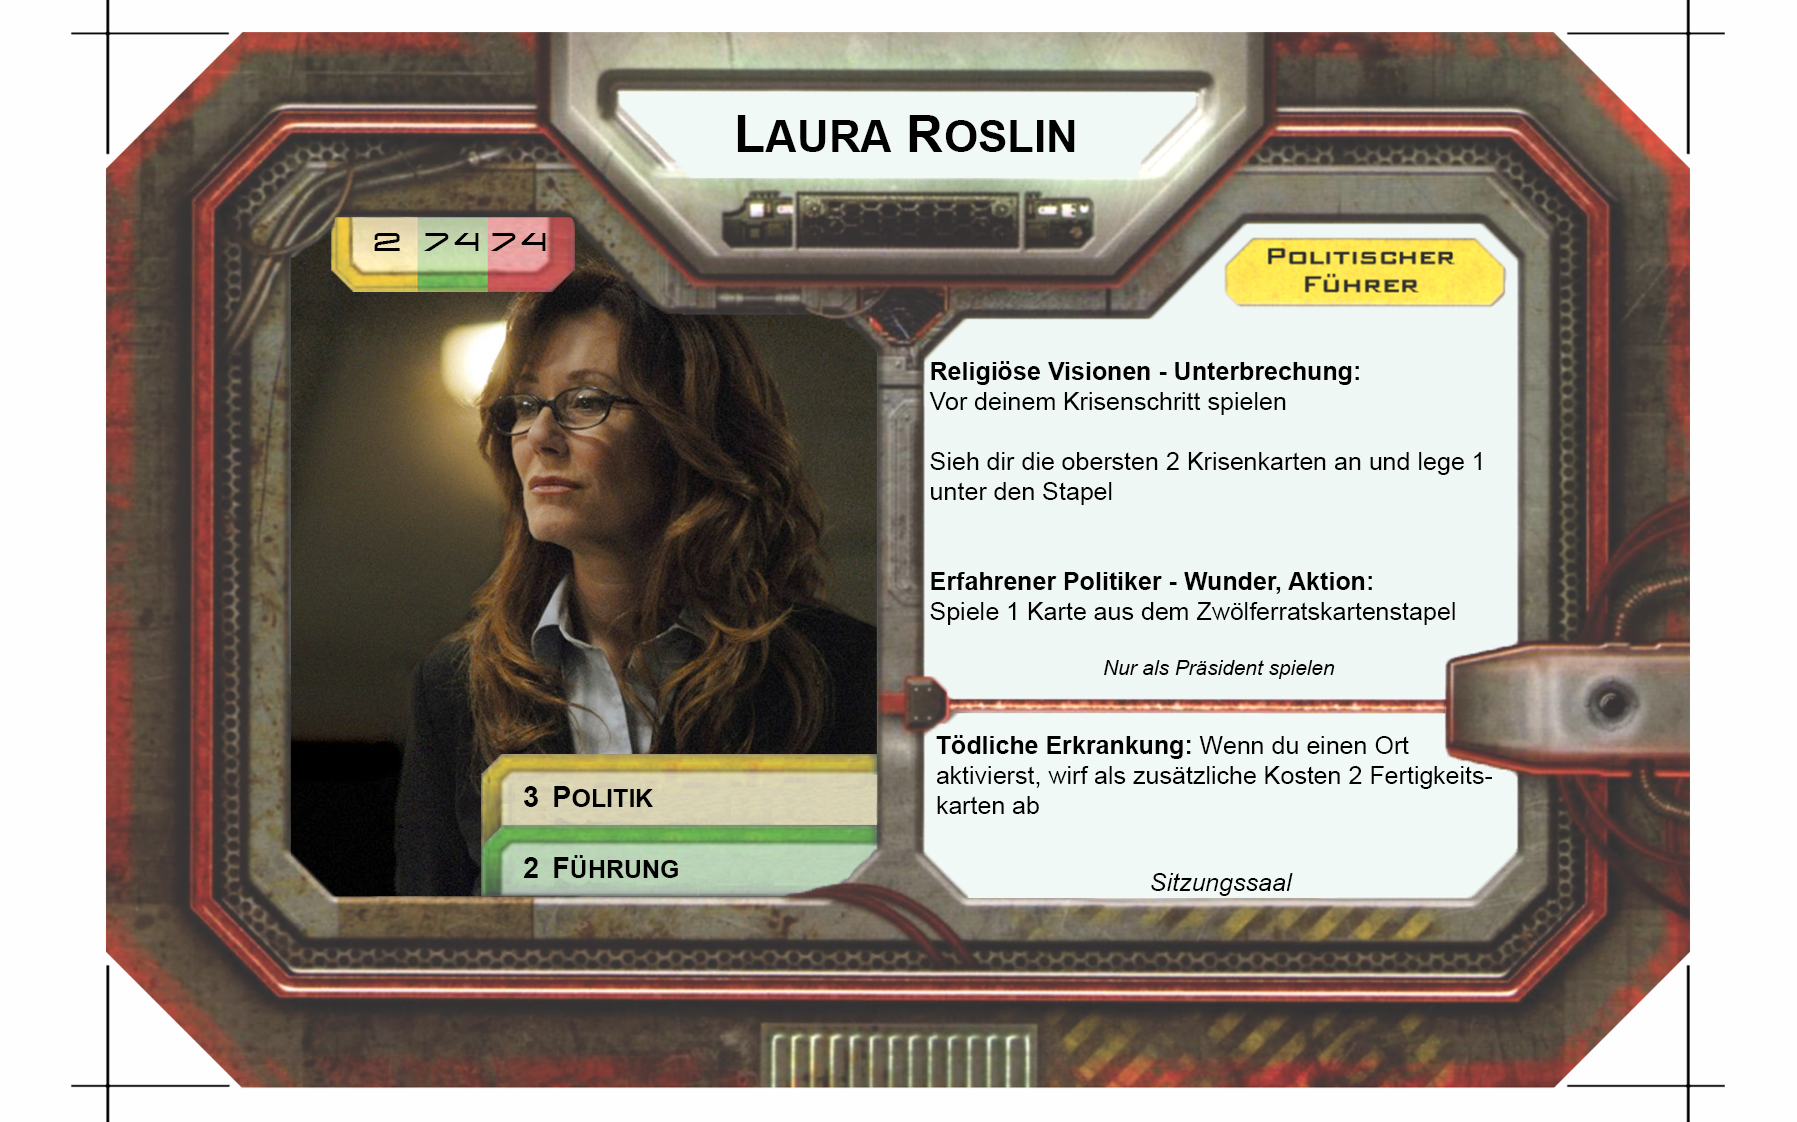 LAURA ROSLIN
2 74 74
POLITISCHER
FÜHRER
Religiöse Visionen - Unterbrechung:
Vor deinem Krisenschritt spielen
Sieh dir die obersten 2 Krisenkarten an und lege 1
unter den Stapel
Erfahrener Politiker - Wunder, Aktion:
Spiele 1 Karte aus dem Zwölferratskartenstapel
Nur als Präsident spielen
Tödliche Erkrankung: Wenn du einen Ort
aktivierst, wirf als zusätzliche Kosten 2 Fertigkeits-
karten ab
Sitzungssaal
3 POLITIK
2 FÜHRUNG